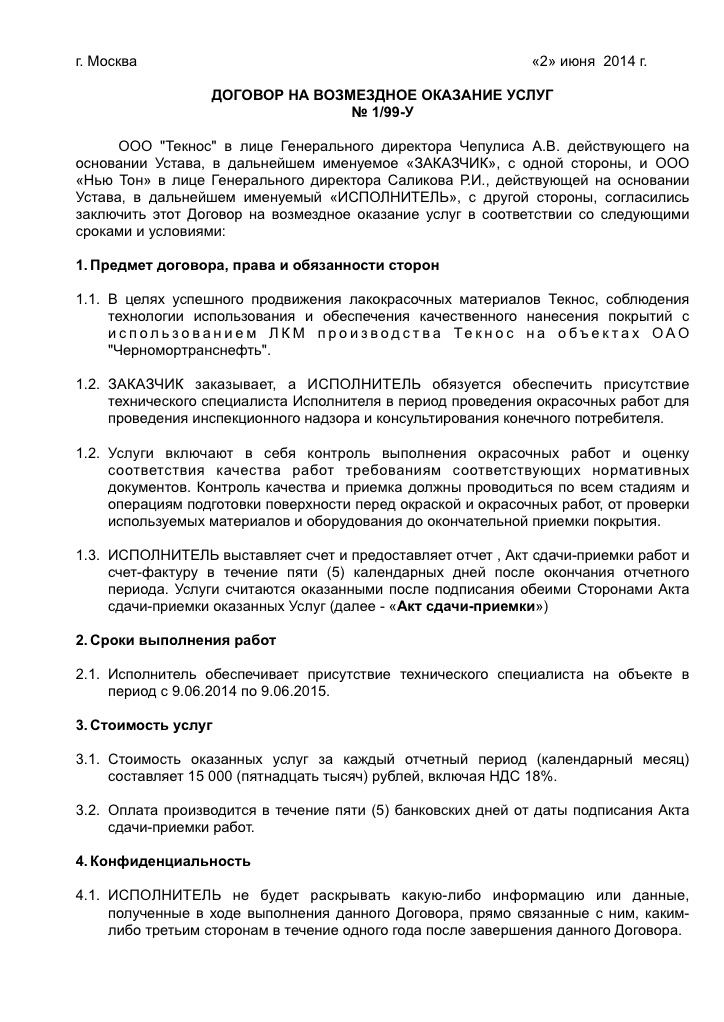 г. Москва «2» июня 2014 г.
ДОГОВОР НА ВОЗМЕЗДНОЕ ОКАЗАНИЕ УСЛУГ
№ 1/99-У
ООО "Текнос" в лице Генерального директора Чепулиса А.В. действующего на
основании Устава, в дальнейшем именуемое «ЗАКАЗЧИК», с одной стороны, и ООО
«Нью Тон» в лице Генерального директора Саликова Р.И., действующей на основании
Устава, в дальнейшем именуемый «ИСПОЛНИТЕЛЬ», с другой стороны, согласились
заключить этот Договор на возмездное оказание услуг в соответствии со следующими
сроками и условиями:
1. Предмет договора, права и обязанности сторон
1.1. В целях успешного продвижения лакокрасочных материалов Текнос, соблюдения
технологии использования и обеспечения качественного нанесения покрытий с
использованием ЛКМ производства Текнос на объектах ОАО
"Черномортранснефть".
1.2. ЗАКАЗЧИК заказывает, а ИСПОЛНИТЕЛЬ обязуется обеспечить присутствие
технического специалиста Исполнителя в период проведения окрасочных работ для
проведения инспекционного надзора и консультирования конечного потребителя.
1.2. Услуги включают в себя контроль выполнения окрасочных работ и оценку
соответствия качества работ требованиям соответствующих нормативных
документов. Контроль качества и приемка должны проводиться по всем стадиям и
операциям подготовки поверхности перед окраской и окрасочных работ, от проверки
используемых материалов и оборудования до окончательной приемки покрытия.
1.3. ИСПОЛНИТЕЛЬ выставляет счет и предоставляет отчет , Акт сдачи-приемки работ и
счет-фактуру в течение пяти (5) календарных дней после окончания отчетного
периода. Услуги считаются оказанными после подписания обеими Сторонами Акта
сдачи-приемки оказанных Услуг (далее - «Акт сдачи-приемки»)
2. Сроки выполнения работ
2.1. Исполнитель обеспечивает присутствие технического специалиста на объекте в
период с 9.06.2014 по 9.06.2015.
3. Стоимость услуг
3.1. Стоимость оказанных услуг за каждый отчетный период (календарный месяц)
составляет 15 000 (пятнадцать тысяч) рублей, включая НДС 18%.
3.2. Оплата производится в течение пяти (5) банковских дней от даты подписания Акта
сдачи-приемки работ.
4. Конфиденциальность
4.1. ИСПОЛНИТЕЛЬ не будет раскрывать какую-либо информацию или данные,
полученные в ходе выполнения данного Договора, прямо связанные с ним, каким-
либо третьим сторонам в течение одного года после завершения данного Договора.